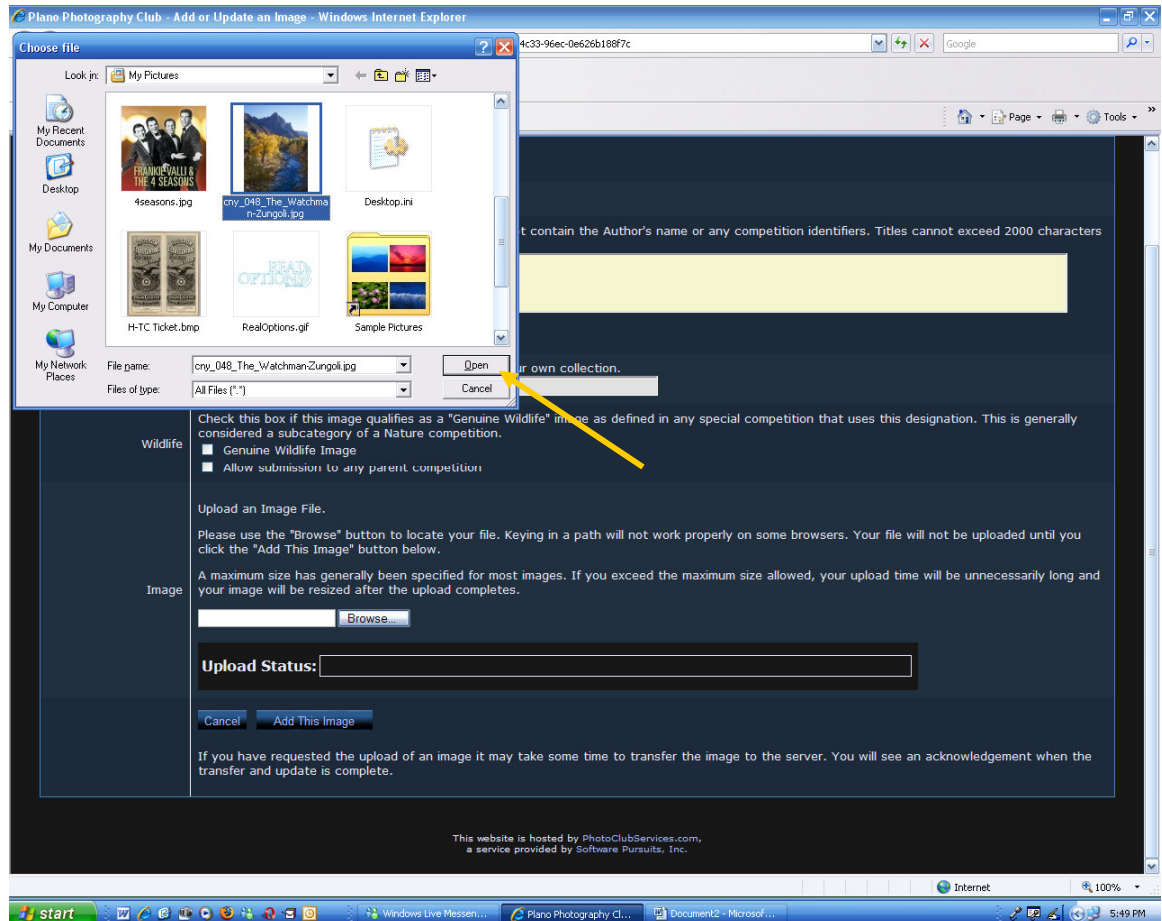 Plano Photography Club - Add or Update an Image - Windows Internet Explorer
4c33-96ec-0e626b188f7c
Google
Page
Tools
Choose file
Look in:
My Pictures
My Recent
Documents
Desktop
My Documents
My Computer
My Network
Places
FRANKIE VALLI &
THE 4 SEASONS
4seasons.jpg
cny_048_The_Watchma
n-Zungoli.jpg
Desktop.ini
H-TC Ticket.bmp
REAL
OPTIONS
RealOptions.gif
Sample Pictures
File name:
cny_048_The_Watchman-Zungoli.jpg
Open
Files of type:
All Files (*.*)
Cancel
t contain the Author's name or any competition identifiers. Titles cannot exceed 2000 characters
ur own collection.
Wildlife
Check this box if this image qualifies as a "Genuine Wildlife" image as defined in any special competition that uses this designation. This is generally
considered a subcategory of a Nature competition.
Genuine Wildlife Image
Allow submission to any parent competition
Image
Upload an Image File.
Please use the "Browse" button to locate your file. Keying in a path will not work properly on some browsers. Your file will not be uploaded until you
click the "Add This Image" button below.
A maximum size has generally been specified for most images. If you exceed the maximum size allowed, your upload time will be unnecessarily long and
your image will be resized after the upload completes.
Browse...
Upload Status:
Cancel
Add This Image
If you have requested the upload of an image it may take some time to transfer the image to the server. You will see an acknowledgement when the
transfer and update is complete.
This website is hosted by PhotoClubServices.com,
a service provided by Software Pursuits, Inc.
Internet
100%
start
Windows Live Messen...
Plano Photography Cl...
Document2 - Microsof...
5:49 PM